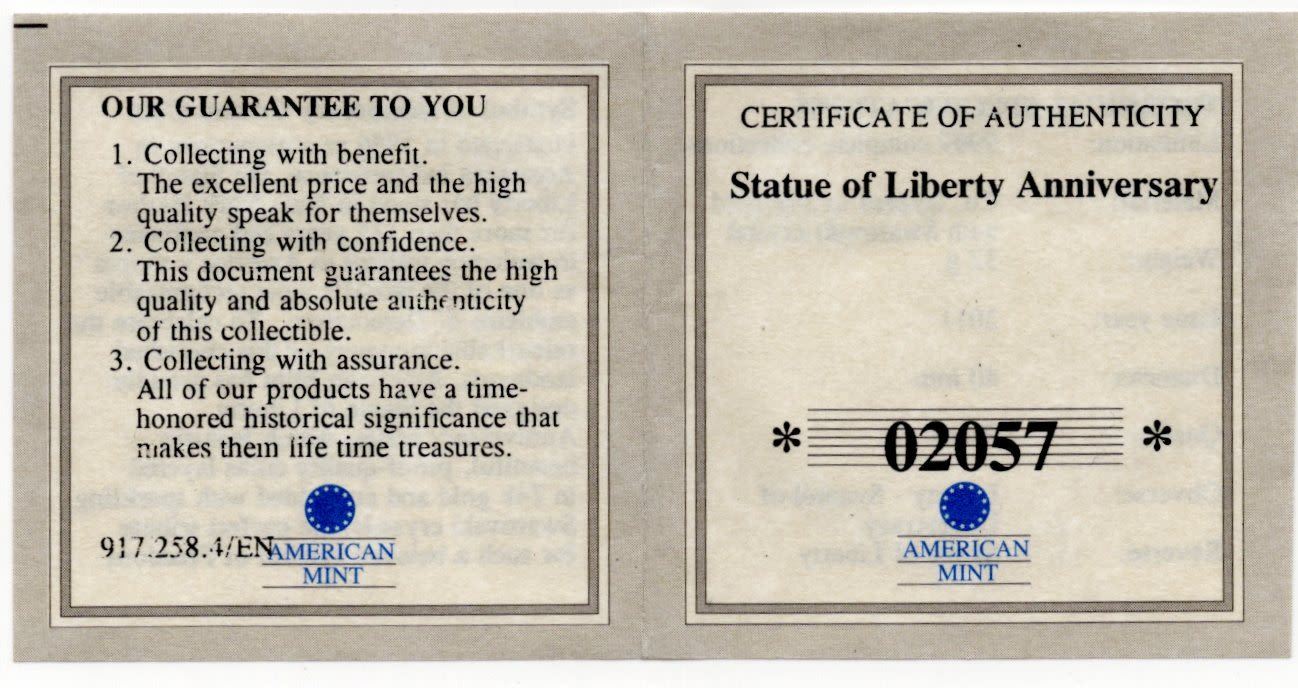 OUR GUARANTEE TO YOU
1. Collecting with benefit.
The excellent price and the high
quality speak for themselves.
2. Collecting with confidence.
This document guarantees the high
quality and absolute authenticity
of this collectible.
3. Collecting with assurance.
All of our products have a time-
honored historical significance that
makes them life time treasures.
917.258.4/EN
AMERICAN
MINT
CERTIFICATE OF AUTHENTICITY
Statue of Liberty Anniversary
* 02057 *
AMERICAN
MINT